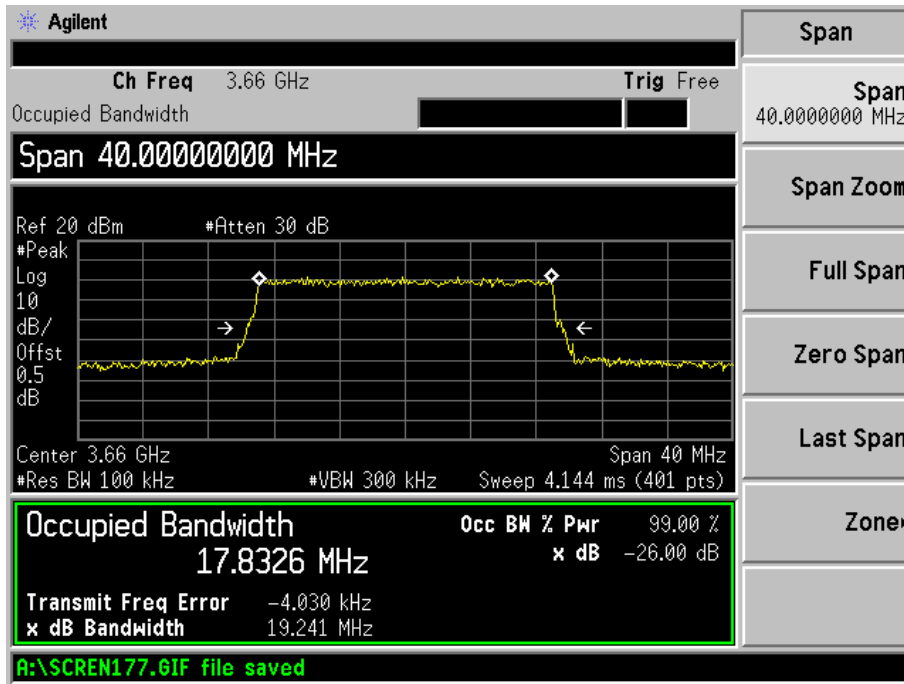 Agilent
Ch Freq 3.66 GHz Trig Free
Occupied Bandwidth
Span 40.00000000 MHz
Ref 20 dBm #Atten 30 dB
#Peak
Log
10
dB/
Offst
0.5
dB
Center 3.66 GHz Span 40 MHz
#Res BW 100 kHz #VBW 300 kHz Sweep 4.144 ms (401 pts)
Occupied Bandwidth
17.8326 MHz
Occ BW % Pwr 99.00 %
x dB -26.00 dB
Transmit Freq Error -4.030 kHz
x dB Bandwidth 19.241 MHz
A:\SCREN177.GIF file saved
Span
Span
40.0000000 MHz
Span Zoom
Full Span
Zero Span
Last Span
Zone